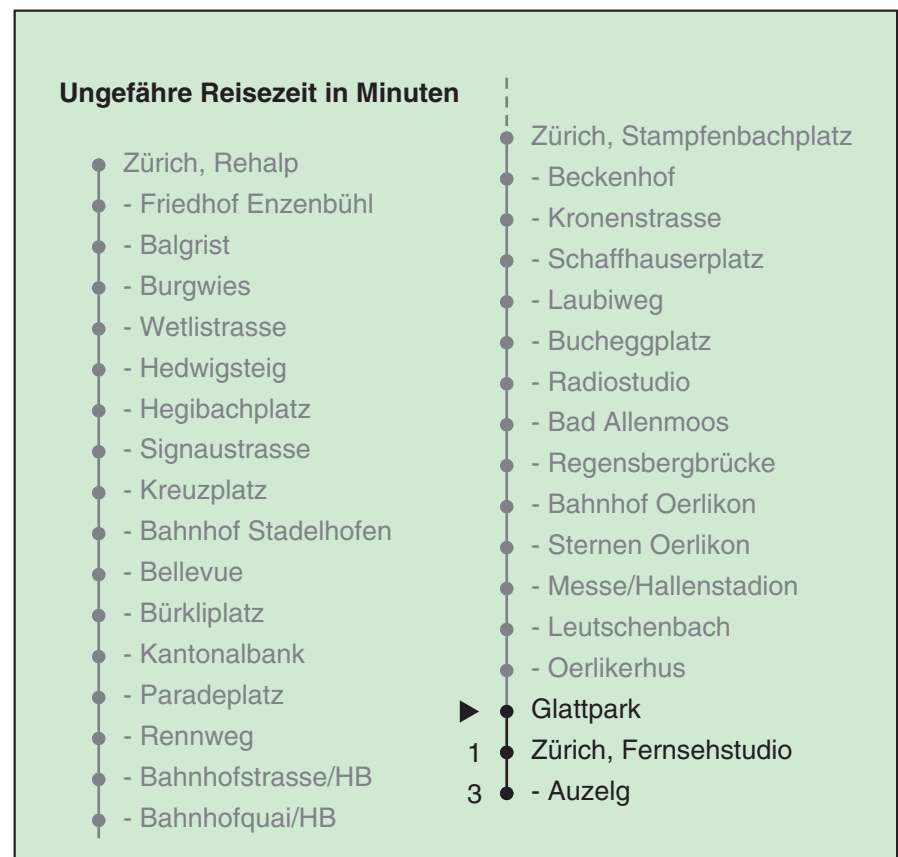 Ungefähre Reisezeit in Minuten
Zürich, Rehalp
- Friedhof Enzenbühl
- Balgrist
- Burgwies
- Wetlistrasse
- Hedwigsteig
- Hegibachplatz
- Signaustrasse
- Kreuzplatz
- Bahnhof Stadelhofen
- Bellevue
- Bürkliplatz
- Kantonalbank
- Paradeplatz
- Rennweg
- Bahnhofstrasse/HB
- Bahnhofquai/HB
Zürich, Stampfenbachplatz
- Beckenhof
- Kronenstrasse
- Schaffhauserplatz
- Laubiweg
- Bucheggplatz
- Radiostudio
- Bad Allenmoos
- Regensbergbrücke
- Bahnhof Oerlikon
- Sternen Oerlikon
- Messe/Hallenstadion
- Leutschenbach
- Oerlikerhus
Glattpark
1 Zürich, Fernsehstudio
3 - Auzelg